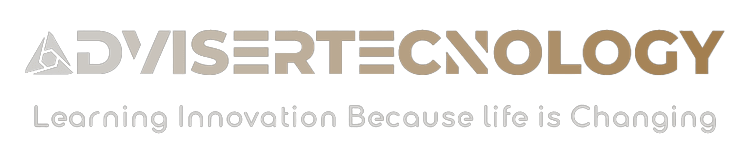 ADVISERTECNOLOGY
Learning Innovation Because life is Changing